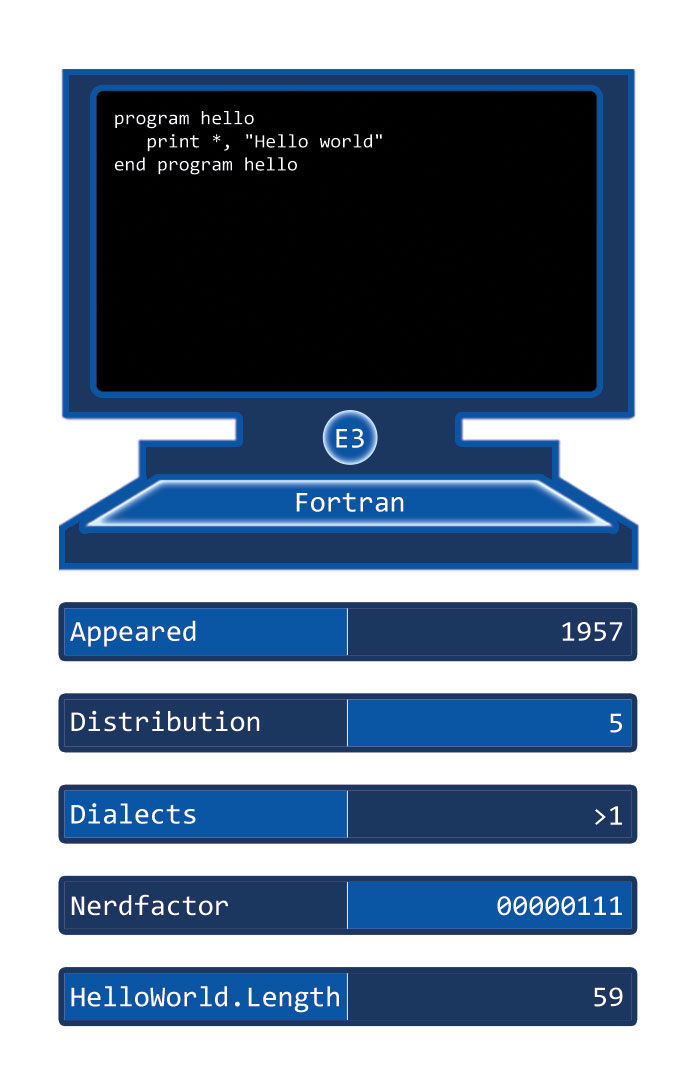 program hello
   print *, "Hello world"
end program hello
E3
Fortran
Appeared 1957
Distribution 5
Dialects >1
Nerdfactor 00000111
HelloWorld.Length 59